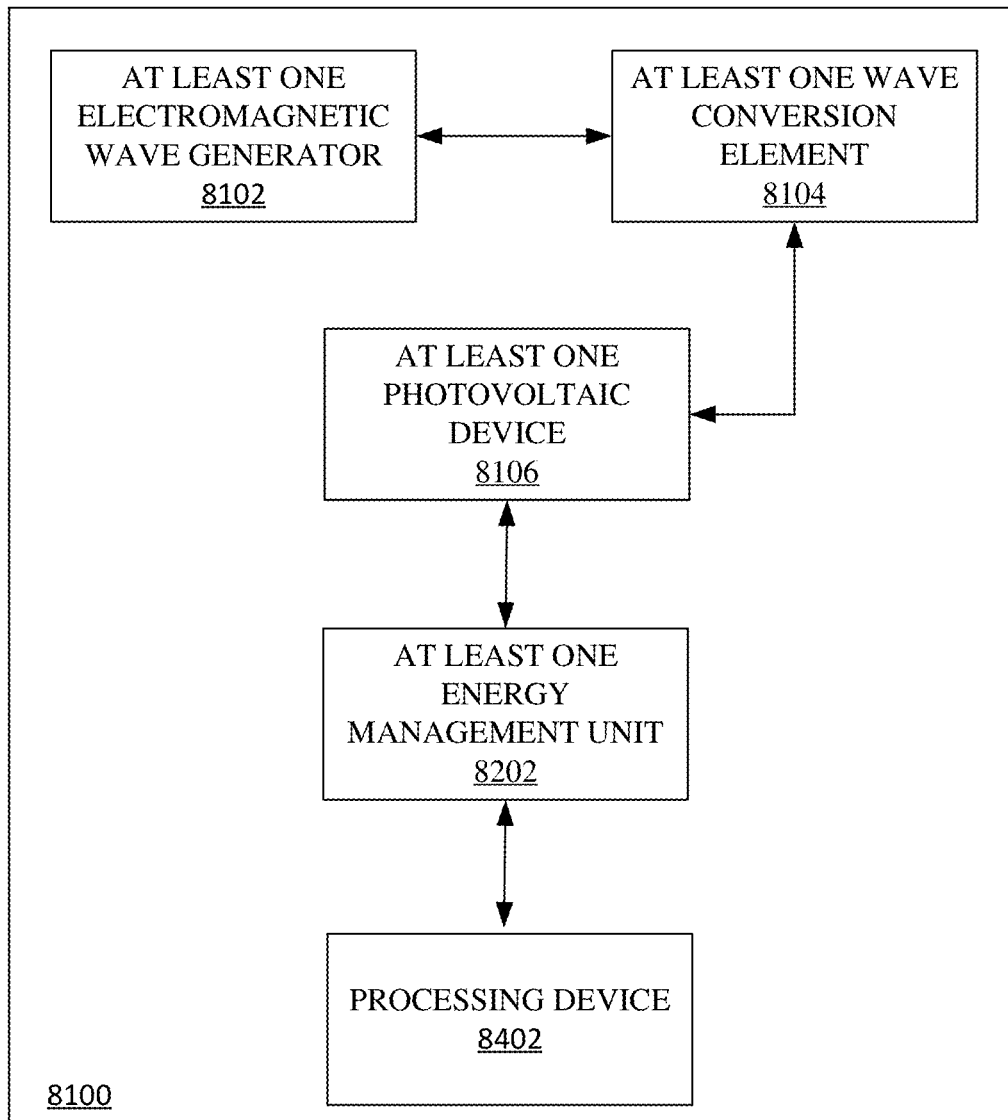 AT LEAST ONE
ELECTROMAGNETIC
WAVE GENERATOR
8102
AT LEAST ONE WAVE
CONVERSION
ELEMENT
8104
AT LEAST ONE
PHOTOVOLTAIC
DEVICE
8106
AT LEAST ONE
ENERGY
MANAGEMENT UNIT
8202
PROCESSING DEVICE
8402
8100